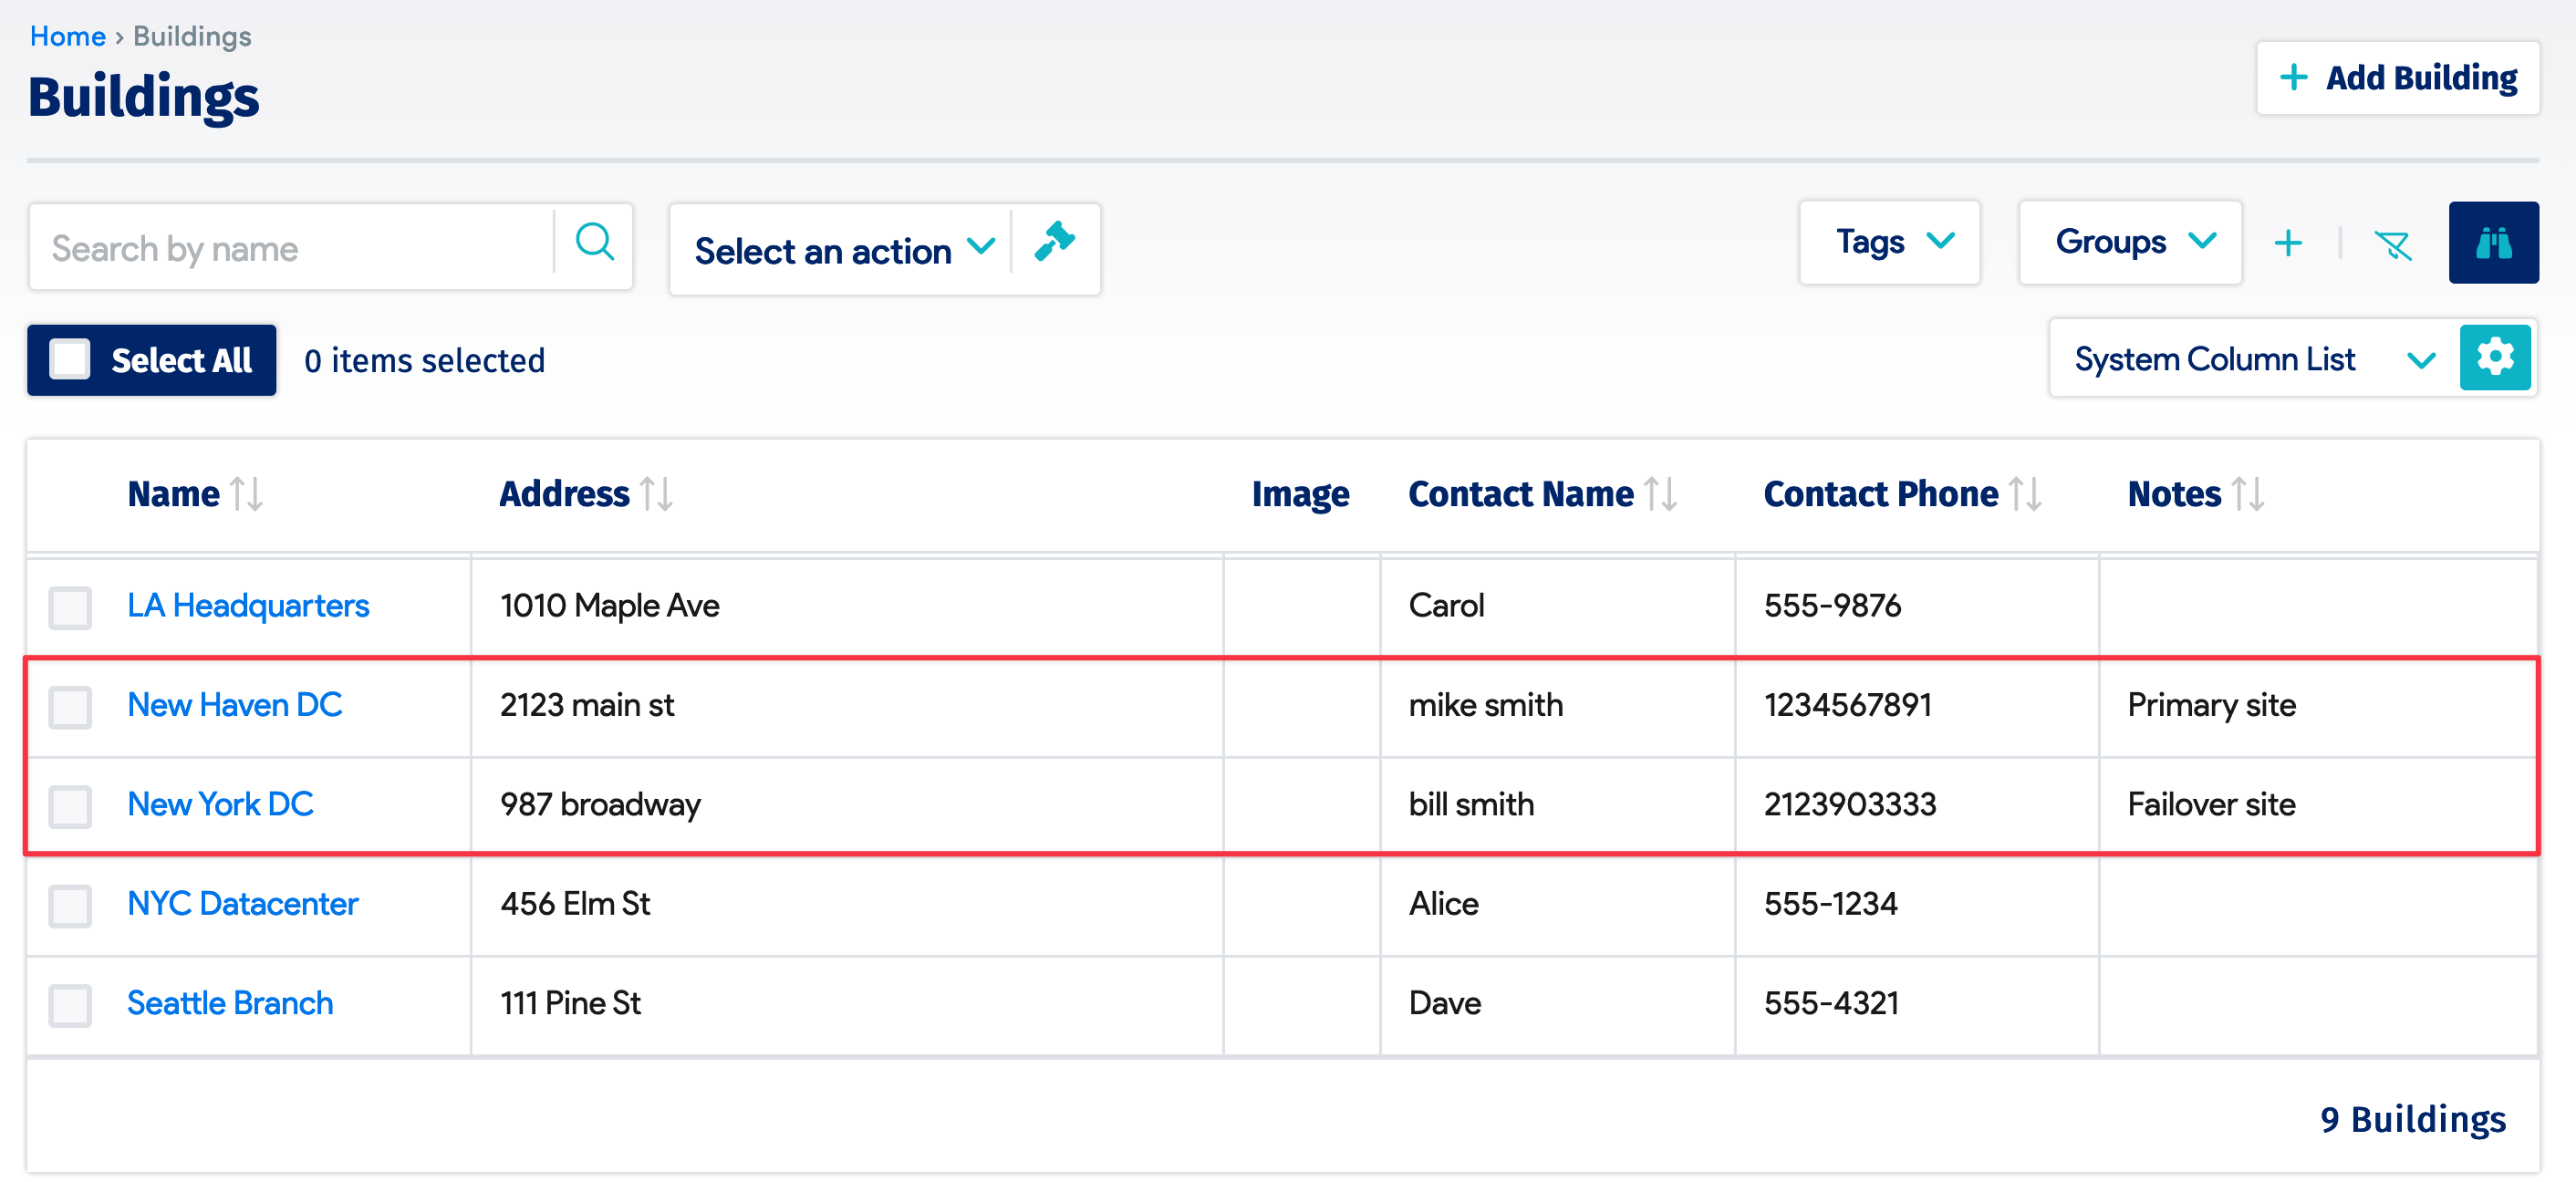 Home › Buildings
Buildings
+ Add Building
Search by name
Select an action
Tags
Groups
Select All
0 items selected
System Column List
Name Address Image Contact Name Contact Phone Notes
LA Headquarters 1010 Maple Ave Carol 555-9876
New Haven DC 2123 main st mike smith 1234567891 Primary site
New York DC 987 broadway bill smith 2123903333 Failover site
NYC Datacenter 456 Elm St Alice 555-1234
Seattle Branch 111 Pine St Dave 555-4321
9 Buildings